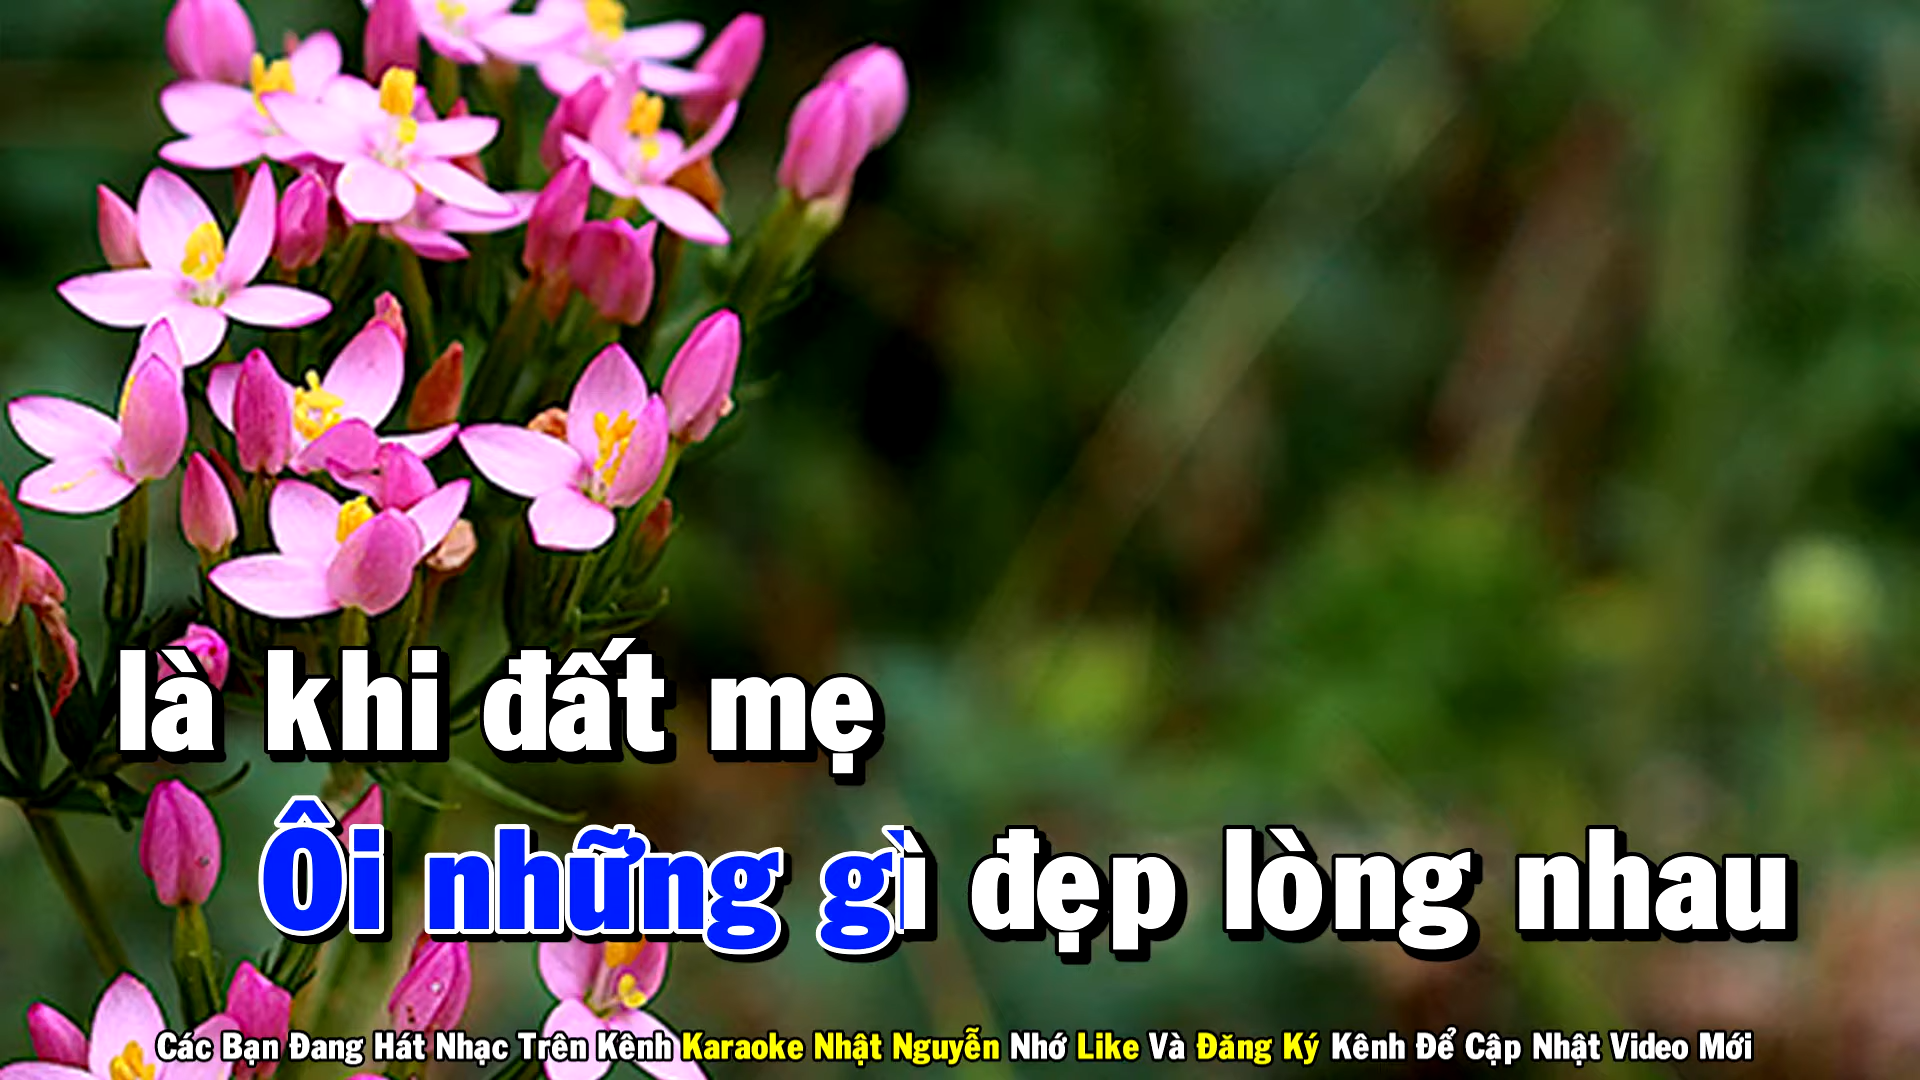 là khi đất mẹ
Ôi những gì đẹp lòng nhau
Các Bạn Đang Hát Nhạc Trên Kênh Karaoke Nhật Nguyễn Nhớ Like Và Đăng Ký Kênh Để Cập Nhật Video Mới